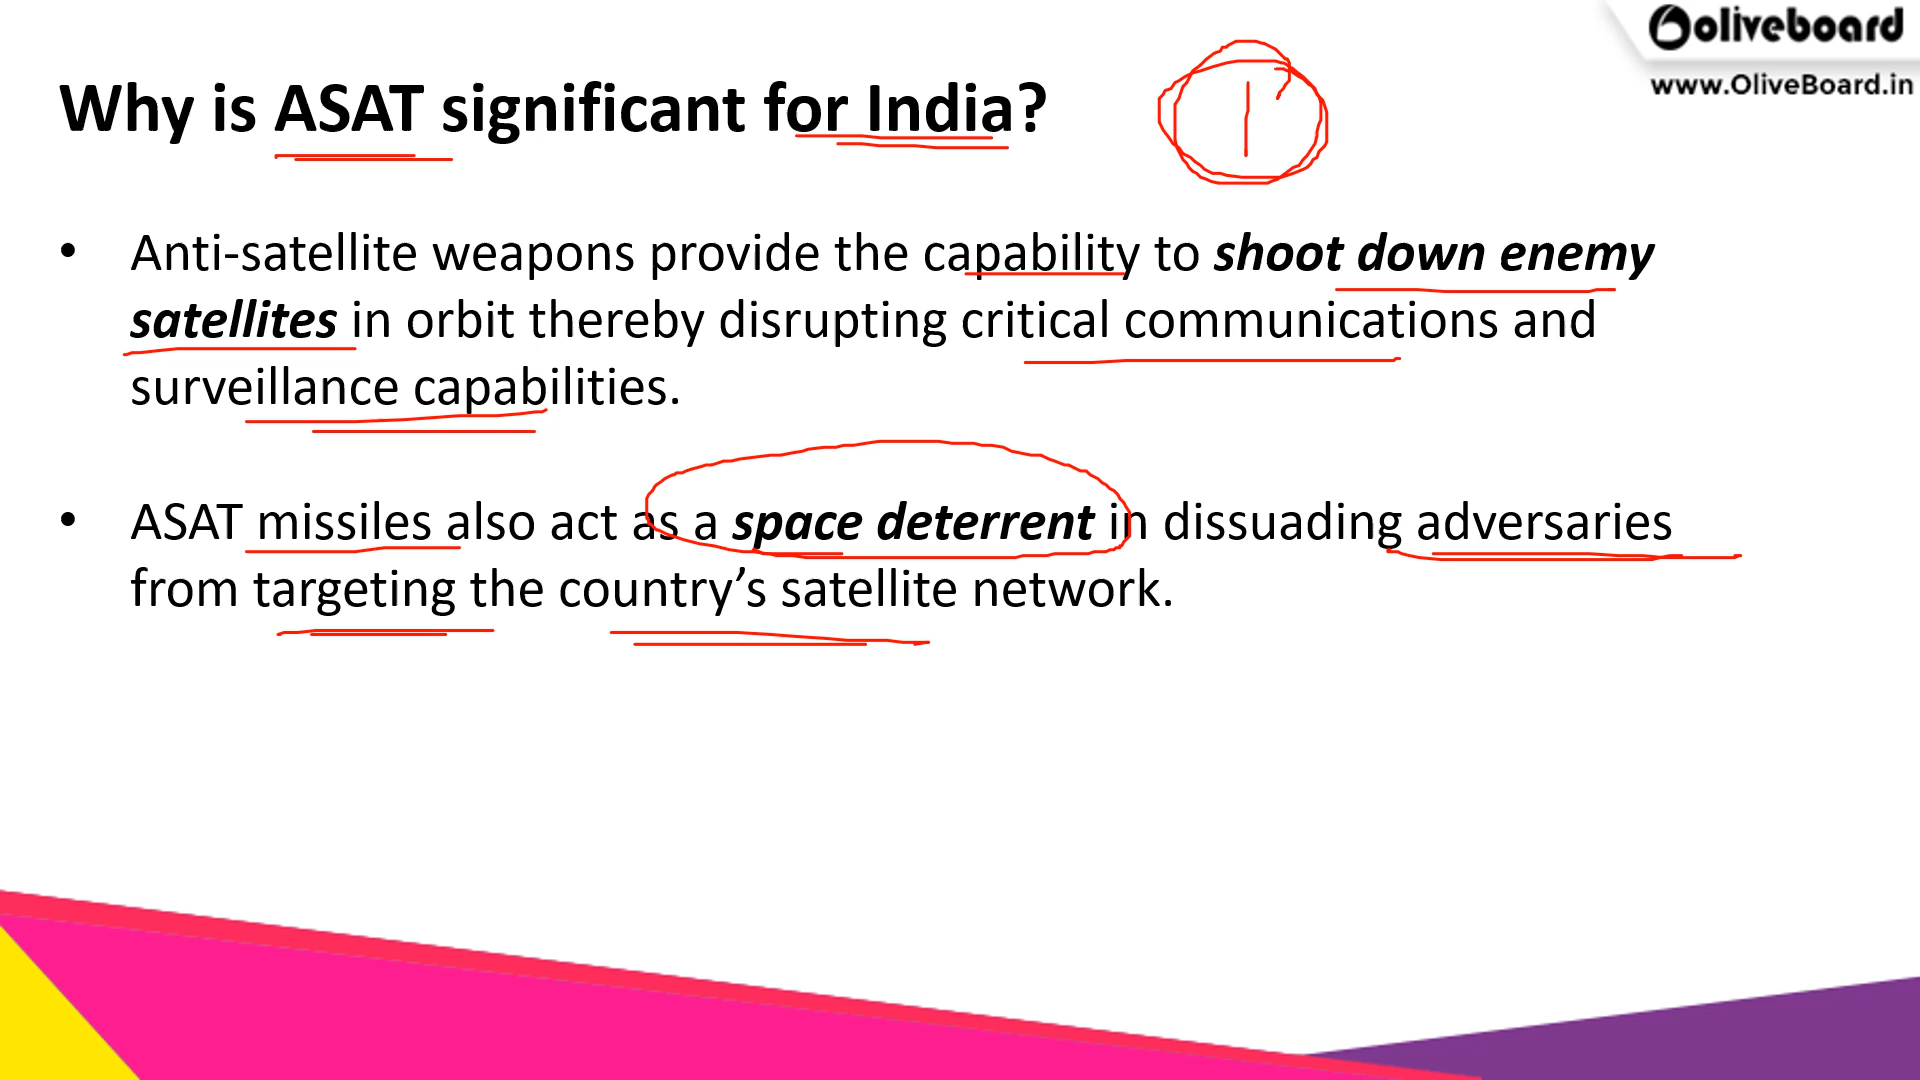 oliveboard
www.OliveBoard.in
Why is ASAT significant for India?
1
• Anti-satellite weapons provide the capability to shoot down enemy
satellites in orbit thereby disrupting critical communications and
surveillance capabilities.
• ASAT missiles also act as a space deterrent in dissuading adversaries
from targeting the country’s satellite network.